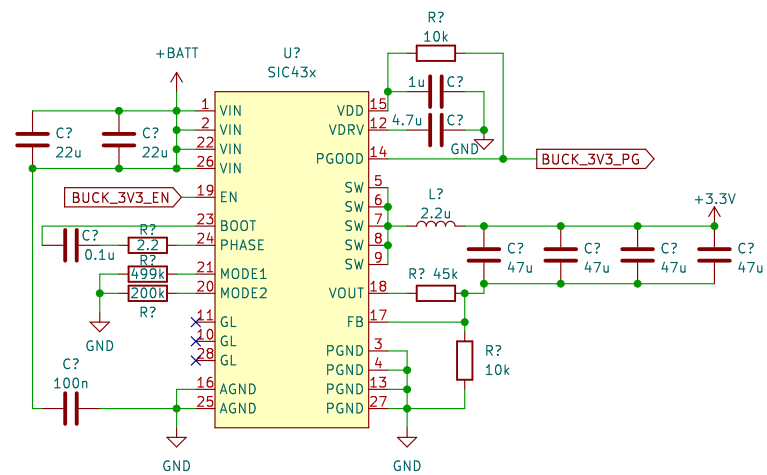 R?
10k
+BATT
U?
SIC43x
1u
C?
1
VIN
VDD
15
4.7u
C?
2
VIN
VDRV
12
C?
22u
C?
22u
22
VIN
GND
26
VIN
PGOOD
14
BUCK_3V3_PG
BUCK_3V3_EN
19
EN
SW
5
SW
6
L?
2.2u
+3.3V
23
BOOT
SW
7
C?
0.1u
R?
2.2
24
PHASE
SW
8
C?
47u
C?
47u
C?
47u
C?
47u
SW
9
R?
499k
21
MODE1
R? 45k
200k
20
MODE2
VOUT
18
R?
11
GL
FB
17
GND
10
GL
28
GL
PGND
3
R?
10k
C?
100n
PGND
4
16
AGND
PGND
13
25
AGND
PGND
27
GND
GND